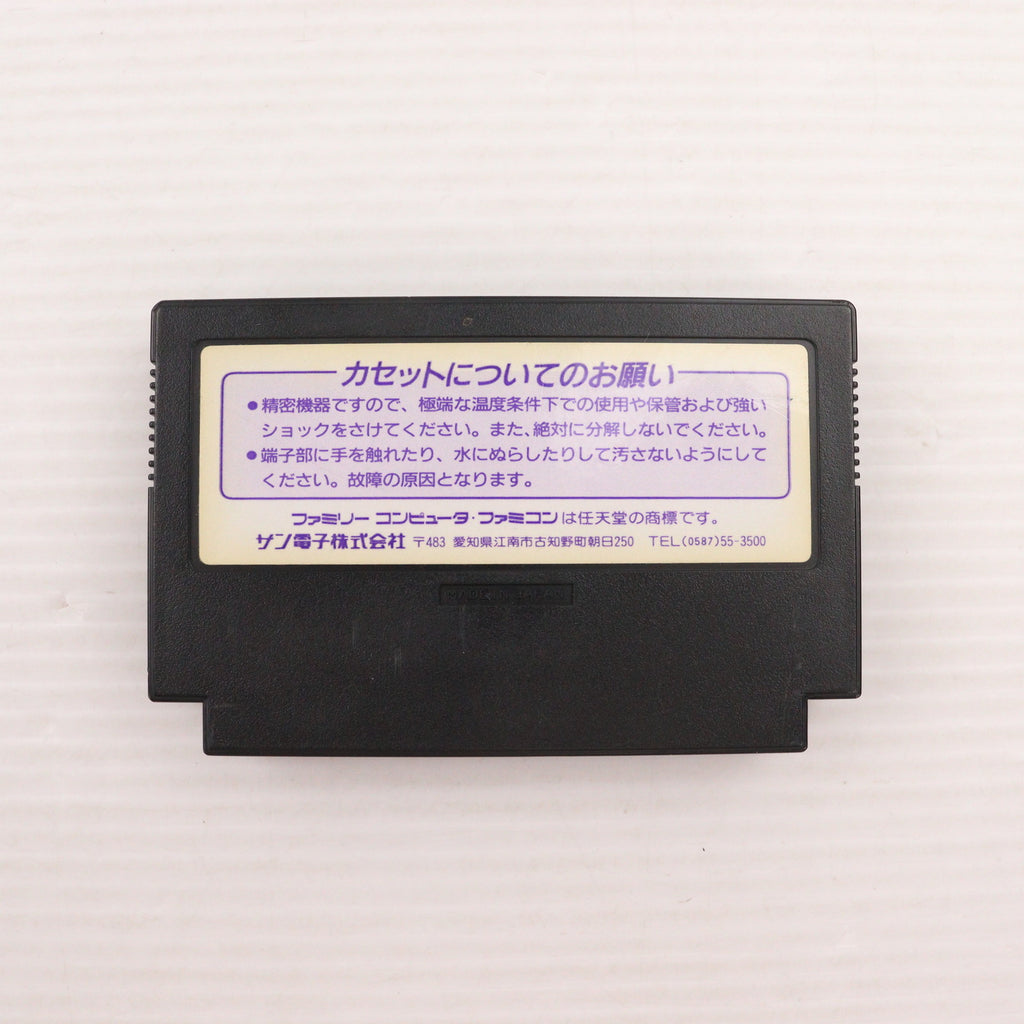 カセットについてのお願い
●精密機器ですので、極端な温度条件下での使用や保管および強い
ショックをさけてください。また、絶対に分解しないでください。
●端子部に手を触れたり、水にぬらしたりして汚さないようにして
ください。故障の原因となります。
ファミリー コンピュータ・ファミコンは任天堂の商標です。
サン電子株式会社 〒483 愛知県江南市古知野町朝日250 TEL(0587)55-3500
MADE IN JAPAN